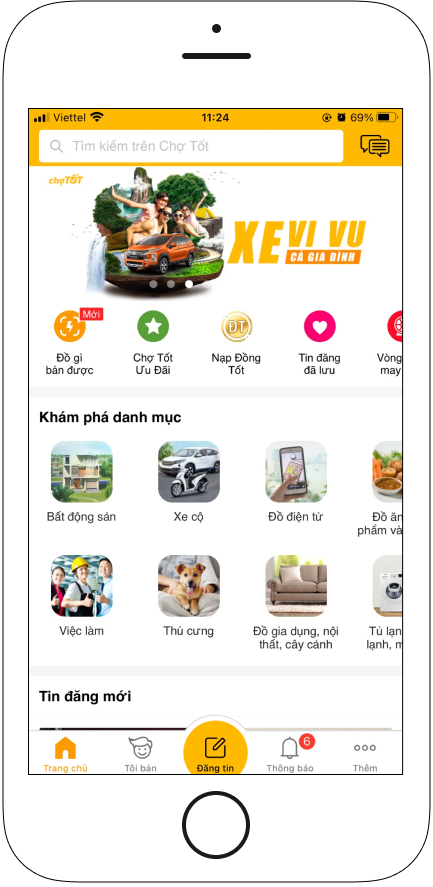 Viettel
11:24
69%
Tìm kiếm trên Chợ Tốt
chợTỐT
XE VI VU
CẢ GIA ĐÌNH
Mới
ĐT
Đồ gì
bán được
Chợ Tốt
Ưu Đãi
Nạp Đồng
Tốt
Tin đăng
đã lưu
Vòng
may
Khám phá danh mục
Bất động sản
Xe cộ
Đồ điện tử
Đồ ăn
phẩm và
Việc làm
Thú cưng
Đồ gia dụng, nội
thất, cây cảnh
Tủ lạn
lạnh, m
Tin đăng mới
6
Trang chủ
Tôi bán
Đăng tin
Thông báo
Thêm